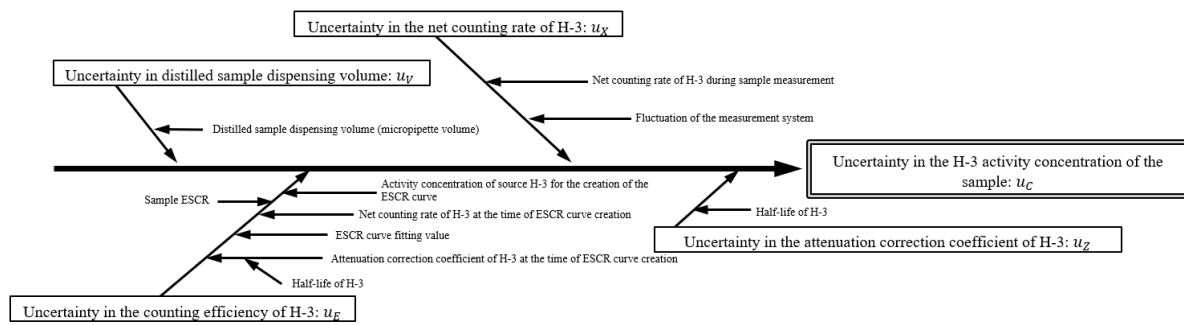 Uncertainty in the net counting rate of H-3: u_X
Uncertainty in distilled sample dispensing volume: u_V
Net counting rate of H-3 during sample measurement
Fluctuation of the measurement system
Distilled sample dispensing volume (micropipette volume)
Uncertainty in the H-3 activity concentration of the
sample: u_C
Activity concentration of source H-3 for the creation of the
ESCR curve
Sample ESCR
Net counting rate of H-3 at the time of ESCR curve creation
Half-life of H-3
ESCR curve fitting value
Uncertainty in the attenuation correction coefficient of H-3: u_Z
Attenuation correction coefficient of H-3 at the time of ESCR curve creation
Half-life of H-3
Uncertainty in the counting efficiency of H-3: u_E